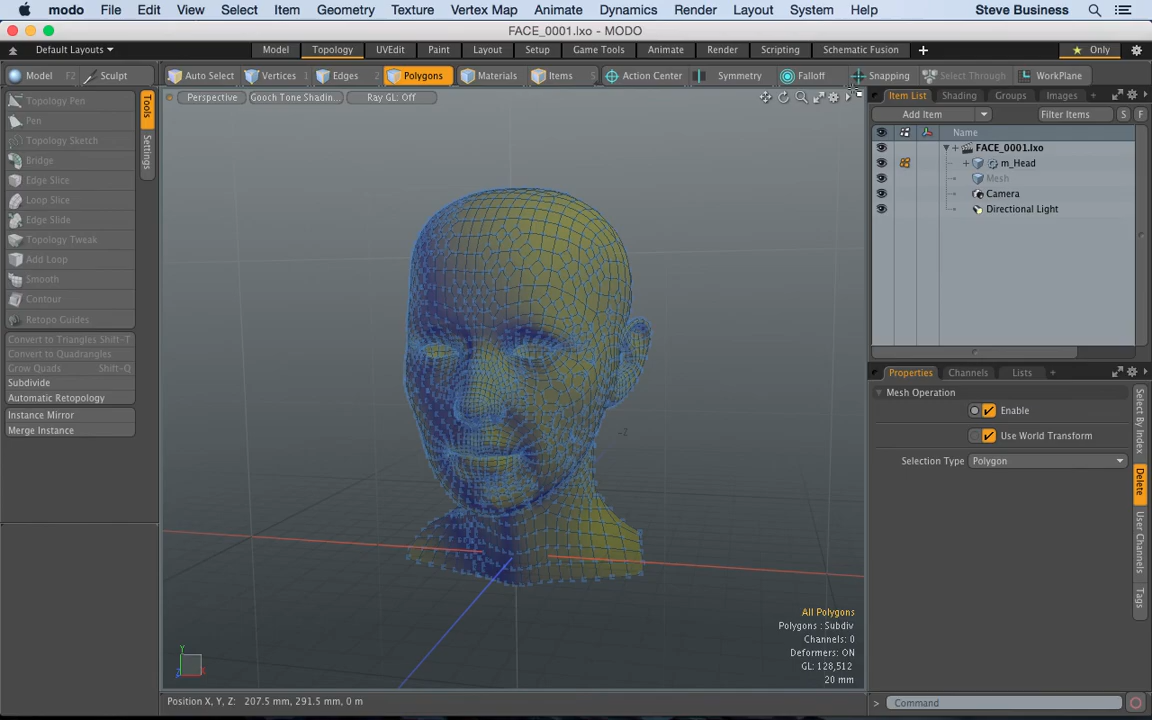 modo File Edit View Select Item Geometry Texture Vertex Map Animate Dynamics Render Layout System Help Steve Business
FACE_0001.lxo - MODO
Default Layouts Model Topology UVEdit Paint Layout Setup Game Tools Animate Render Scripting Schematic Fusion Only
Model F2 Sculpt Auto Select Vertices 1 Edges 2 Polygons Materials Items 5 Action Center Symmetry Falloff Snapping Select Through WorkPlane
Perspective Gooch Tone Shadin... Ray GL: Off
Topology Pen
Pen
Topology Sketch
Bridge
Edge Slice
Loop Slice
Edge Slide
Topology Tweak
Add Loop
Smooth
Contour
Retopo Guides
Convert to Triangles Shift-T
Convert to Quadrangles
Grow Quads Shift-Q
Subdivide
Automatic Retopology
Instance Mirror
Merge Instance
Tools
Settings
-Z
All Polygons
Polygons : Subdiv
Channels: 0
Deformers: ON
GL: 128,512
20 mm
Y
X
Z
Position X, Y, Z: 207.5 mm, 291.5 mm, 0 m
Item List Shading Groups Images
Add Item Filter Items S F
Name
FACE_0001.lxo
m_Head
Mesh
Camera
Directional Light
Properties Channels Lists
Mesh Operation
Enable
Use World Transform
Selection Type Polygon
Select By Index
Delete
User Channels
Tags
Command